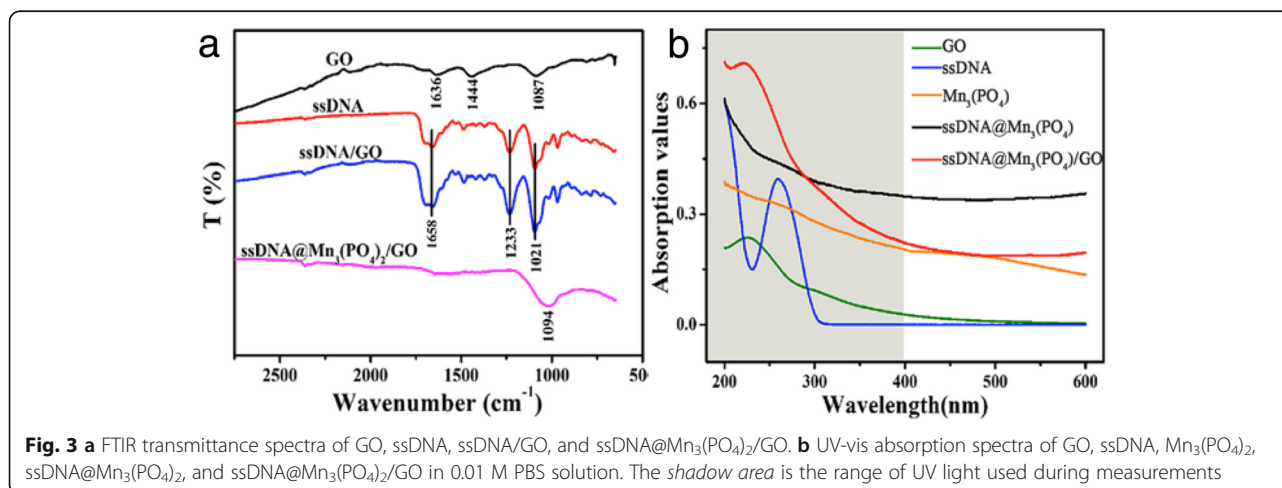 a
GO
1636
1444
1087
ssDNA
ssDNA/GO
1658
1233
1021
ssDNA@Mn₃(PO₄)₂/GO
1094
T (%)
2500 2000 1500 1000 50
Wavenumber (cm⁻¹)
b
GO
ssDNA
Mn₃(PO₄)
ssDNA@Mn₃(PO₄)
ssDNA@Mn₃(PO₄)/GO
Absorption values
0.6
0.3
0.0
200 300 400 500 600
Wavelength(nm)
Fig. 3 a FTIR transmittance spectra of GO, ssDNA, ssDNA/GO, and ssDNA@Mn₃(PO₄)₂/GO. b UV-vis absorption spectra of GO, ssDNA, Mn₃(PO₄)₂,
ssDNA@Mn₃(PO₄)₂, and ssDNA@Mn₃(PO₄)₂/GO in 0.01 M PBS solution. The shadow area is the range of UV light used during measurements